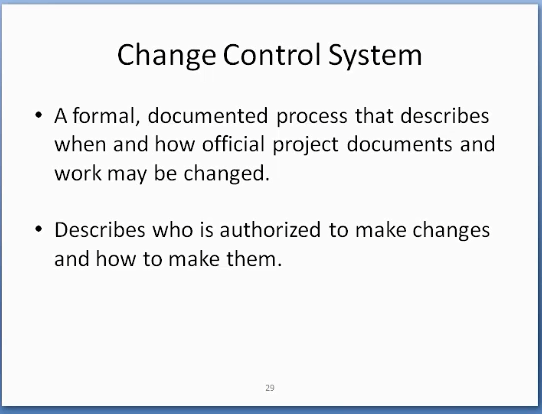 Change Control System
• A formal, documented process that describes
when and how official project documents and
work may be changed.
• Describes who is authorized to make changes
and how to make them.
29